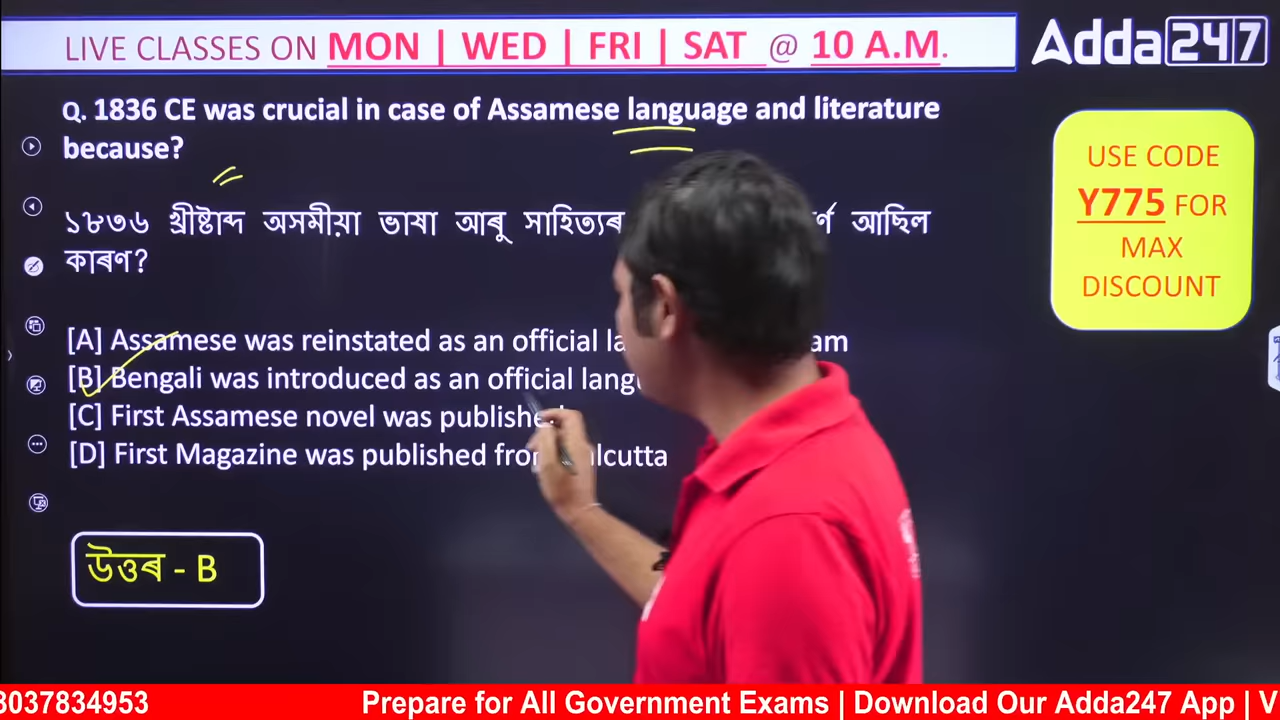 LIVE CLASSES ON MON | WED | FRI | SAT @ 10 A.M.
Adda247
Q. 1836 CE was crucial in case of Assamese language and literature
because?
১৮৩৬ খ্ৰীষ্টাব্দ অসমীয়া ভাষা আৰু সাহিত্যৰ আছিল
কাৰণ?
[A] Assamese was reinstated as an official
[B] Bengali was introduced as an official
[C] First Assamese novel was published
[D] First Magazine was published from Calcutta
উত্তৰ - B
USE CODE
Y775 FOR
MAX
DISCOUNT
8037834953 Prepare for All Government Exams | Download Our Adda247 App |